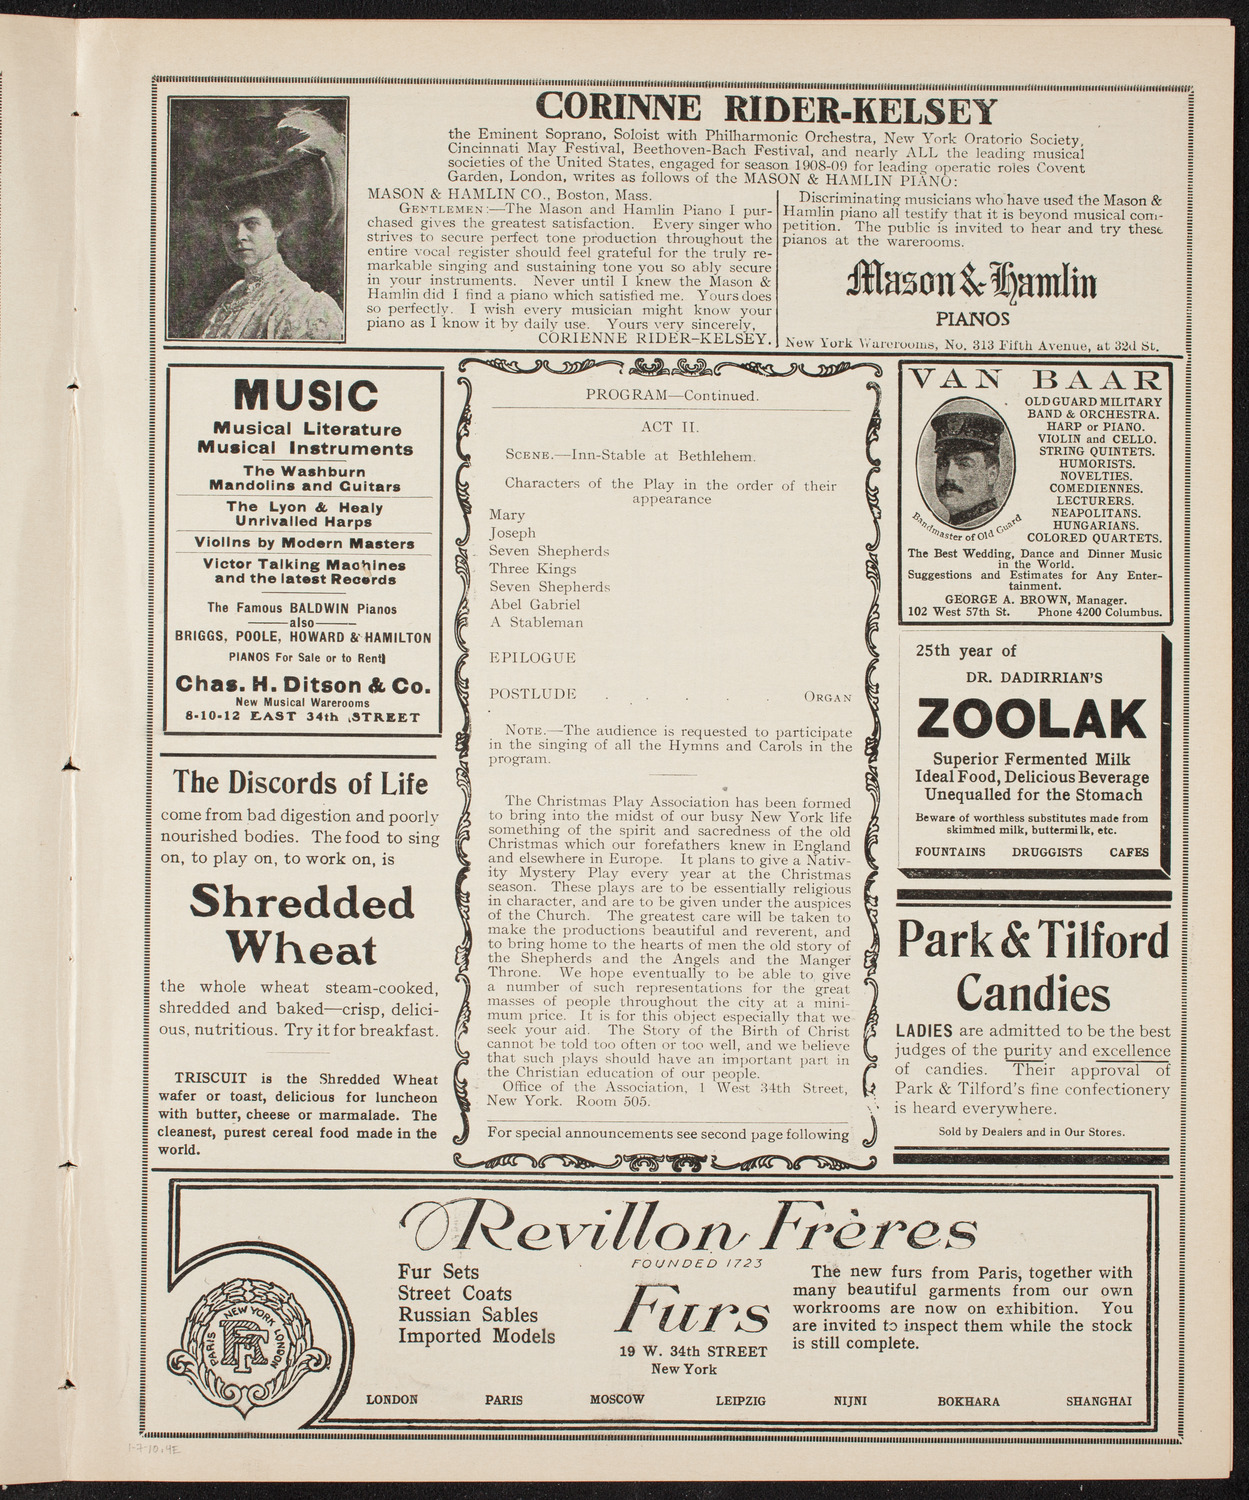 CORINNE RIDER-KELSEY
the Eminent Soprano, Soloist with Philharmonic Orchestra, New York Oratorio Society,
Cincinnati May Festival, Beethoven-Bach Festival, and nearly ALL the leading musical
societies of the United States, engaged for season 1908-09 for leading operatic roles Covent
Garden, London, writes as follows of the MASON & HAMLIN PIANO:
MASON & HAMLIN CO., Boston, Mass.
GENTLEMEN:—The Mason and Hamlin Piano I pur-
chased gives the greatest satisfaction. Every singer who
strives to secure perfect tone production throughout the
entire vocal register should feel grateful for the truly re-
markable singing and sustaining tone you so ably secure
in your instruments. Never until I knew the Mason &
Hamlin did I find a piano which satisfied me. Yours does
so perfectly. I wish every musician might know your
piano as I know it by daily use. Yours very sincerely,
CORIENNE RIDER-KELSEY.
Discriminating musicians who have used the Mason &
Hamlin piano all testify that it is beyond musical com-
petition. The public is invited to hear and try these
pianos at the warerooms.
Mason & Hamlin
PIANOS
New York Warerooms, No. 313 Fifth Avenue, at 32d St.
MUSIC
Musical Literature
Musical Instruments
The Washburn
Mandolins and Guitars
The Lyon & Healy
Unrivalled Harps
Violins by Modern Masters
Victor Talking Machines
and the latest Records
The Famous BALDWIN Pianos
also
BRIGGS, POOLE, HOWARD & HAMILTON
PIANOS For Sale or to Rent
Chas. H. Ditson & Co.
New Musical Warerooms
8-10-12 EAST 34th STREET
The Discords of Life
come from bad digestion and poorly
nourished bodies. The food to sing
on, to play on, to work on, is
Shredded
Wheat
the whole wheat steam-cooked,
shredded and baked—crisp, delici-
ous, nutritious. Try it for breakfast.
TRISCUIT is the Shredded Wheat
wafer or toast, delicious for luncheon
with butter, cheese or marmalade. The
cleanest, purest cereal food made in the
world.
PROGRAM—Continued.
ACT II.
SCENE.—Inn-Stable at Bethlehem.
Characters of the Play in the order of their
appearance
Mary
Joseph
Seven Shepherds
Three Kings
Seven Shepherds
Abel Gabriel
A Stableman
EPILOGUE
POSTLUDE . . . . . ORGAN
NOTE.—The audience is requested to participate
in the singing of all the Hymns and Carols in the
program.
The Christmas Play Association has been formed
to bring into the midst of our busy New York life
something of the spirit and sacredness of the old
Christmas which our forefathers knew in England
and elsewhere in Europe. It plans to give a Nativ-
ity Mystery Play every year at the Christmas
season. These plays are to be essentially religious
in character, and are to be given under the auspices
of the Church. The greatest care will be taken to
make the productions beautiful and reverent, and
to bring home to the hearts of men the old story of
the Shepherds and the Angels and the Manger
Throne. We hope eventually to be able to give
a number of such representations for the great
masses of people throughout the city at a mini-
mum price. It is for this object especially that we
seek your aid. The Story of the Birth of Christ
cannot be told too often or too well, and we believe
that such plays should have an important part in
the Christian education of our people.
Office of the Association, 1 West 34th Street,
New York. Room 505.
For special announcements see second page following
VAN BAAR
OLD GUARD MILITARY
BAND & ORCHESTRA.
HARP or PIANO.
VIOLIN and CELLO.
STRING QUINTETS.
HUMORISTS.
NOVELTIES.
COMEDIENNES.
LECTURERS.
NEAPOLITANS.
HUNGARIANS.
COLORED QUARTETS.
Bandmaster of Old Guard
The Best Wedding, Dance and Dinner Music
in the World.
Suggestions and Estimates for Any Enter-
tainment.
GEORGE A. BROWN, Manager.
102 West 57th St. Phone 4200 Columbus.
25th year of
DR. DADIRRIAN'S
ZOOLAK
Superior Fermented Milk
Ideal Food, Delicious Beverage
Unequalled for the Stomach
Beware of worthless substitutes made from
skimmed milk, buttermilk, etc.
FOUNTAINS DRUGGISTS CAFES
Park & Tilford
Candies
LADIES are admitted to be the best
judges of the purity and excellence
of candies. Their approval of
Park & Tilford's fine confectionery
is heard everywhere.
Sold by Dealers and in Our Stores.
Revillon Frères
FOUNDED 1723
Fur Sets
Street Coats
Russian Sables
Imported Models
Furs
19 W. 34th STREET
New York
The new furs from Paris, together with
many beautiful garments from our own
workrooms are now on exhibition. You
are invited to inspect them while the stock
is still complete.
PARIS NEW YORK LONDON
RF
LONDON PARIS MOSCOW LEIPZIG NIJNI BOKHARA SHANGHAI
1-7-10.4E